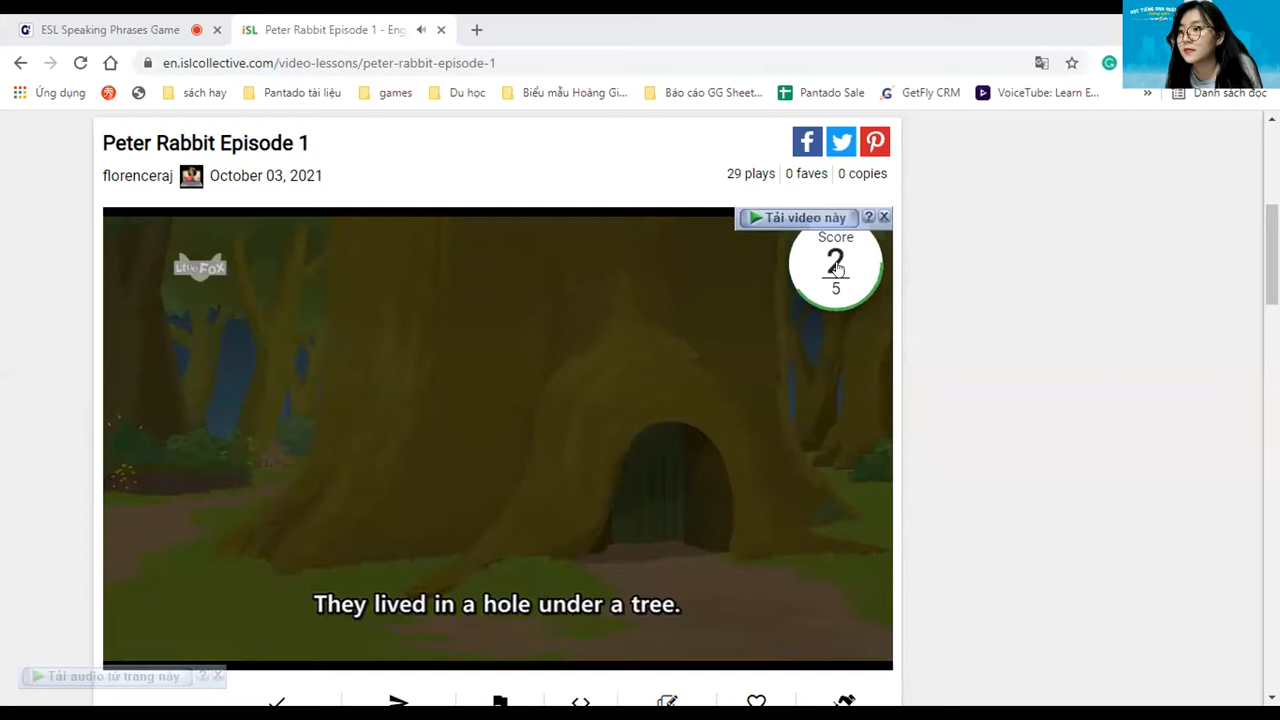 ESL Speaking Phrases Game
iSL Peter Rabbit Episode 1 - Eng
en.islcollective.com/video-lessons/peter-rabbit-episode-1
Ứng dụng
sách hay
Pantado tài liệu
games
Du học
Biểu mẫu Hoàng Gi...
Báo cáo GG Sheet...
Pantado Sale
GetFly CRM
VoiceTube: Learn E...
»
Danh sách đọc
Peter Rabbit Episode 1
florenceraj
October 03, 2021
29 plays
0 faves
0 copies
Tải video này
?
Score
2
5
Little Fox
They lived in a hole under a tree.
Tải audio từ trang này
?